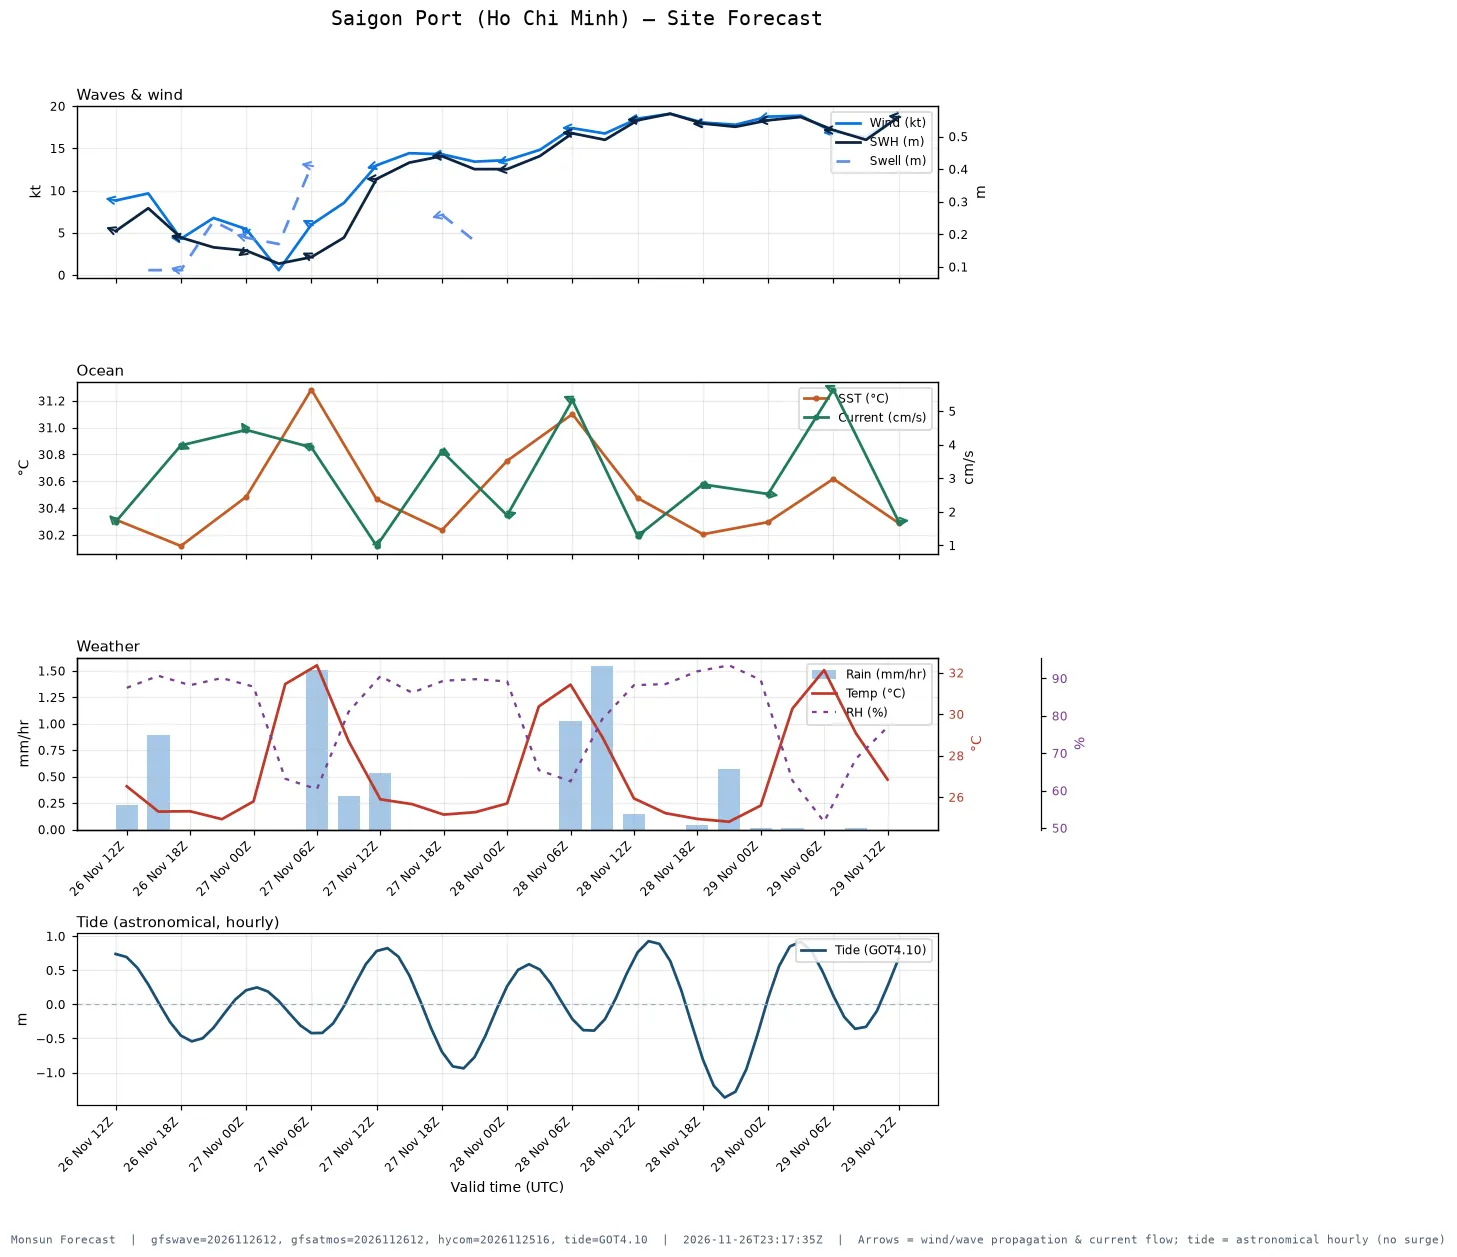 Saigon Port (Ho Chi Minh) — Site Forecast
Waves & wind
20
15
10
5
0
kt
0.5
0.4
0.3
0.2
0.1
m
Wind (kt)
SWH (m)
Swell (m)
Ocean
31.2
31.0
30.8
30.6
30.4
30.2
°C
5
4
3
2
1
cm/s
SST (°C)
Current (cm/s)
Weather
1.50
1.25
1.00
0.75
0.50
0.25
0.00
mm/hr
32
30
28
26
°C
90
80
70
60
50
%
Rain (mm/hr)
Temp (°C)
RH (%)
26 Nov 12Z
26 Nov 18Z
27 Nov 00Z
27 Nov 06Z
27 Nov 12Z
27 Nov 18Z
28 Nov 00Z
28 Nov 06Z
28 Nov 12Z
28 Nov 18Z
29 Nov 00Z
29 Nov 06Z
29 Nov 12Z
Tide (astronomical, hourly)
1.0
0.5
0.0
−0.5
−1.0
m
Tide (GOT4.10)
26 Nov 12Z
26 Nov 18Z
27 Nov 00Z
27 Nov 06Z
27 Nov 12Z
27 Nov 18Z
28 Nov 00Z
28 Nov 06Z
28 Nov 12Z
28 Nov 18Z
29 Nov 00Z
29 Nov 06Z
29 Nov 12Z
Valid time (UTC)
Monsun Forecast | gfswave=2026112612, gfsatmos=2026112612, hycom=2026112516, tide=GOT4.10 | 2026-11-26T23:17:35Z | Arrows = wind/wave propagation & current flow; tide = astronomical hourly (no surge)